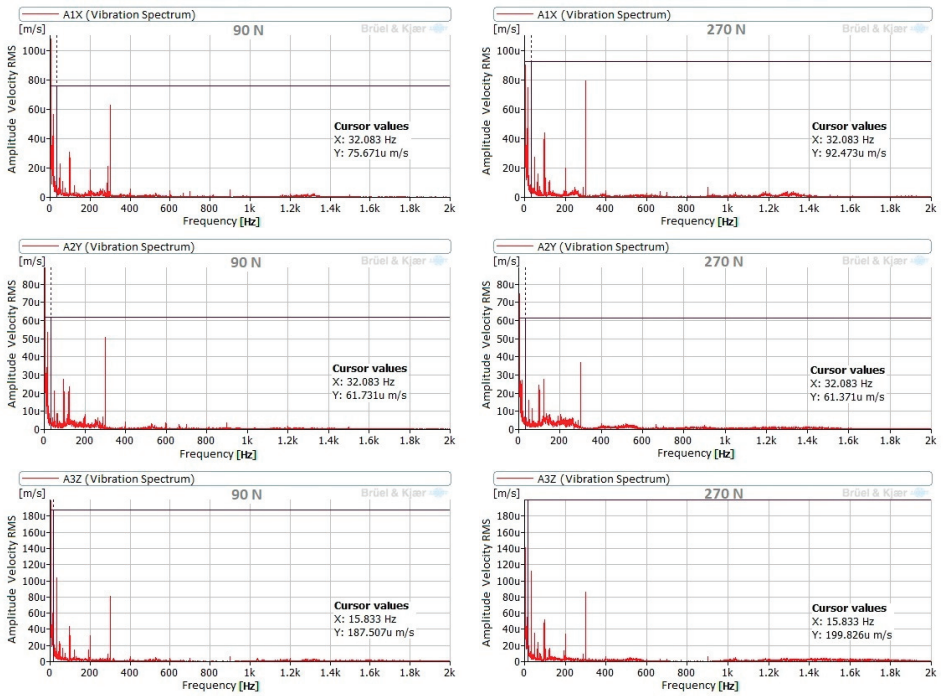 A1X (Vibration Spectrum)
[m/s] 90 N Brüel & Kjær
100u
80u
60u
40u
20u
0
Amplitude Velocity RMS
Cursor values
X: 32.083 Hz
Y: 75.671u m/s
0 200 400 600 800 1k 1.2k 1.4k 1.6k 1.8k 2k
Frequency [Hz]
A1X (Vibration Spectrum)
[m/s] 270 N Brüel & Kjær
100u
80u
60u
40u
20u
0
Amplitude Velocity RMS
Cursor values
X: 32.083 Hz
Y: 92.473u m/s
0 200 400 600 800 1k 1.2k 1.4k 1.6k 1.8k 2k
Frequency [Hz]
A2Y (Vibration Spectrum)
[m/s] 90 N Brüel & Kjær
80u
70u
60u
50u
40u
30u
20u
10u
0
Amplitude Velocity RMS
Cursor values
X: 32.083 Hz
Y: 61.731u m/s
0 200 400 600 800 1k 1.2k 1.4k 1.6k 1.8k 2k
Frequency [Hz]
A2Y (Vibration Spectrum)
[m/s] 270 N Brüel & Kjær
80u
70u
60u
50u
40u
30u
20u
10u
0
Amplitude Velocity RMS
Cursor values
X: 32.083 Hz
Y: 61.371u m/s
0 200 400 600 800 1k 1.2k 1.4k 1.6k 1.8k 2k
Frequency [Hz]
A3Z (Vibration Spectrum)
[m/s] 90 N Brüel & Kjær
180u
160u
140u
120u
100u
80u
60u
40u
20u
0
Amplitude Velocity RMS
Cursor values
X: 15.833 Hz
Y: 187.507u m/s
0 200 400 600 800 1k 1.2k 1.4k 1.6k 1.8k 2k
Frequency [Hz]
A3Z (Vibration Spectrum)
[m/s] 270 N Brüel & Kjær
180u
160u
140u
120u
100u
80u
60u
40u
20u
0
Amplitude Velocity RMS
Cursor values
X: 15.833 Hz
Y: 199.826u m/s
0 200 400 600 800 1k 1.2k 1.4k 1.6k 1.8k 2k
Frequency [Hz]